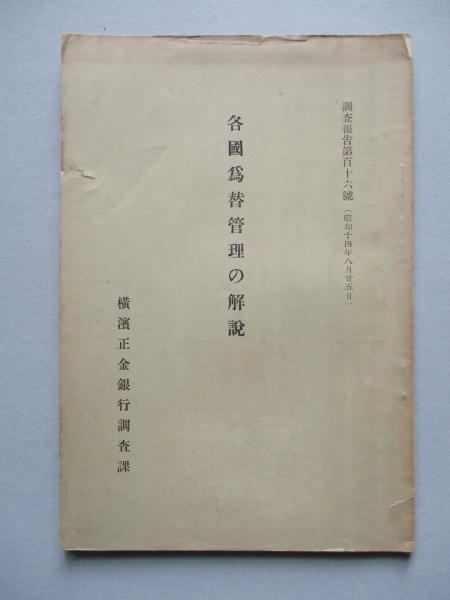 調査報告第百十六號（昭和十四年八月廿五日）
各國爲替管理の解說
橫濱正金銀行調査課